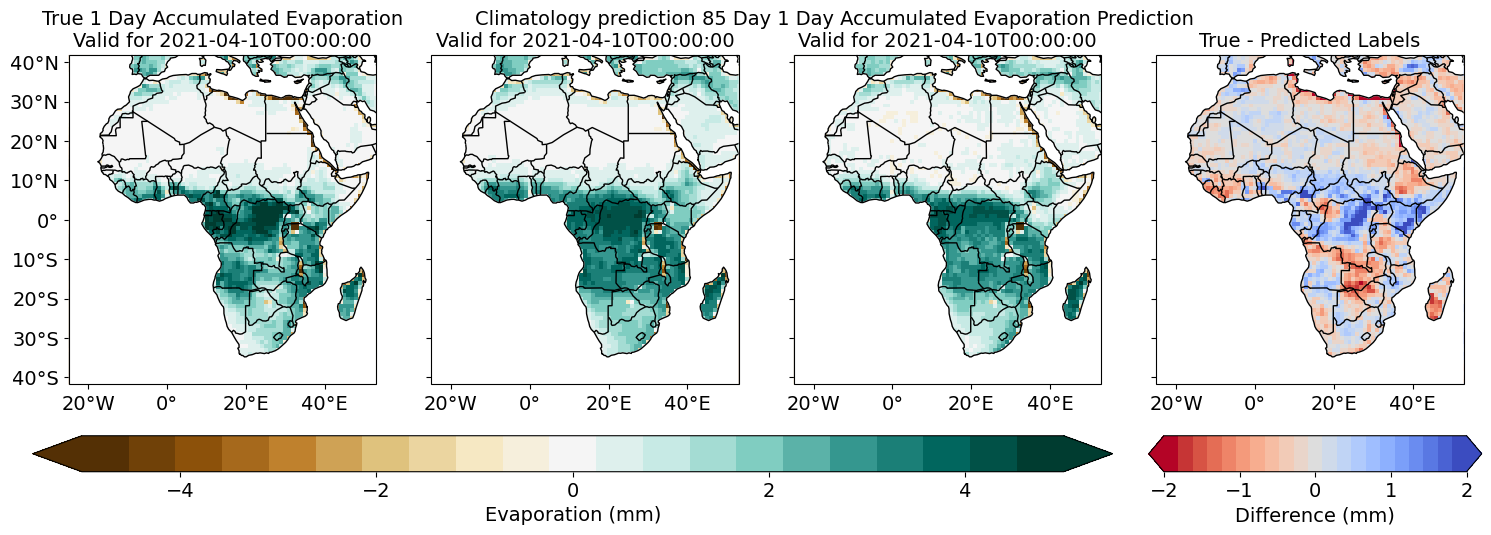 True 1 Day Accumulated Evaporation
Valid for 2021-04-10T00:00:00
Climatology prediction 85 Day 1 Day Accumulated Evaporation Prediction
Valid for 2021-04-10T00:00:00
Valid for 2021-04-10T00:00:00
True - Predicted Labels
40°N
30°N
20°N
10°N
0°
10°S
20°S
30°S
40°S
20°W 0° 20°E 40°E
20°W 0° 20°E 40°E
20°W 0° 20°E 40°E
20°W 0° 20°E 40°E
−4 −2 0 2 4
Evaporation (mm)
−2 −1 0 1 2
Difference (mm)